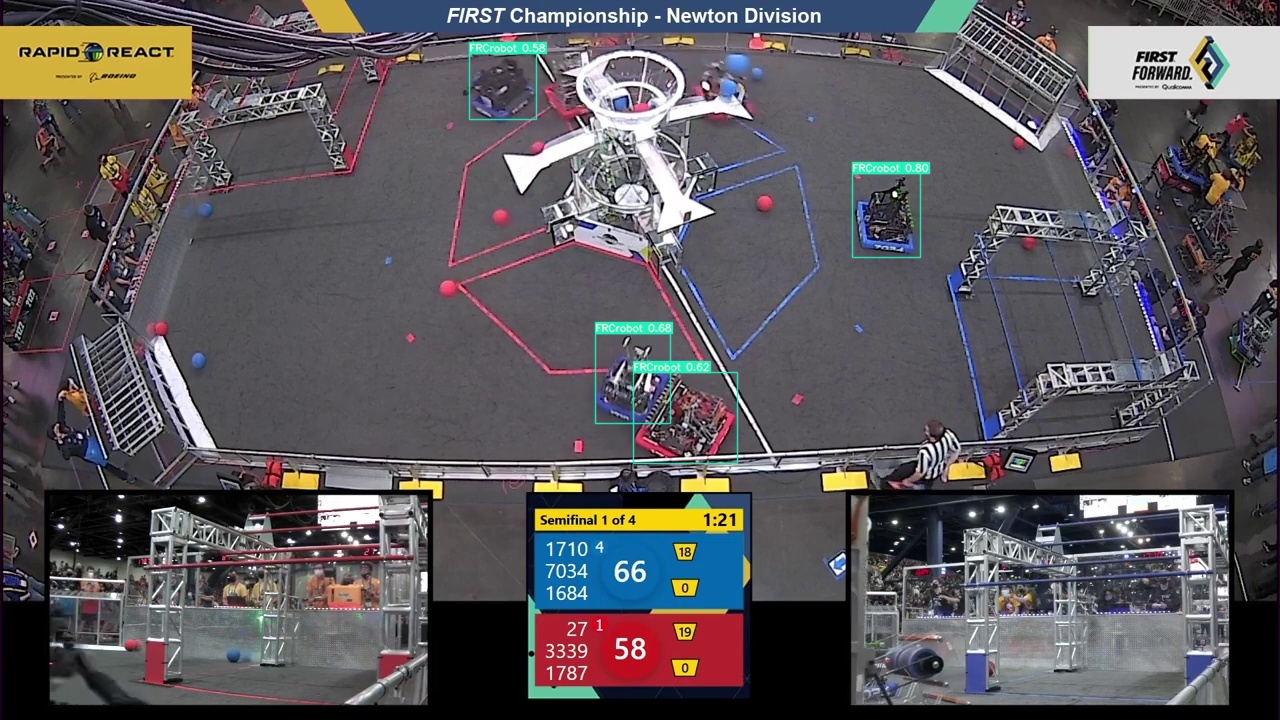 FIRST Championship - Newton Division
RAPID REACT
PRESENTED BY BOEING
FIRST
FORWARD
PRESENTED BY Qualcomm
FRCrobot 0.58
FRCrobot 0.80
FRCrobot 0.68
FRCrobot 0.62
Semifinal 1 of 4 1:21
1710 4
7034
1684
66
18
0
27 1
3339
1787
58
19
0